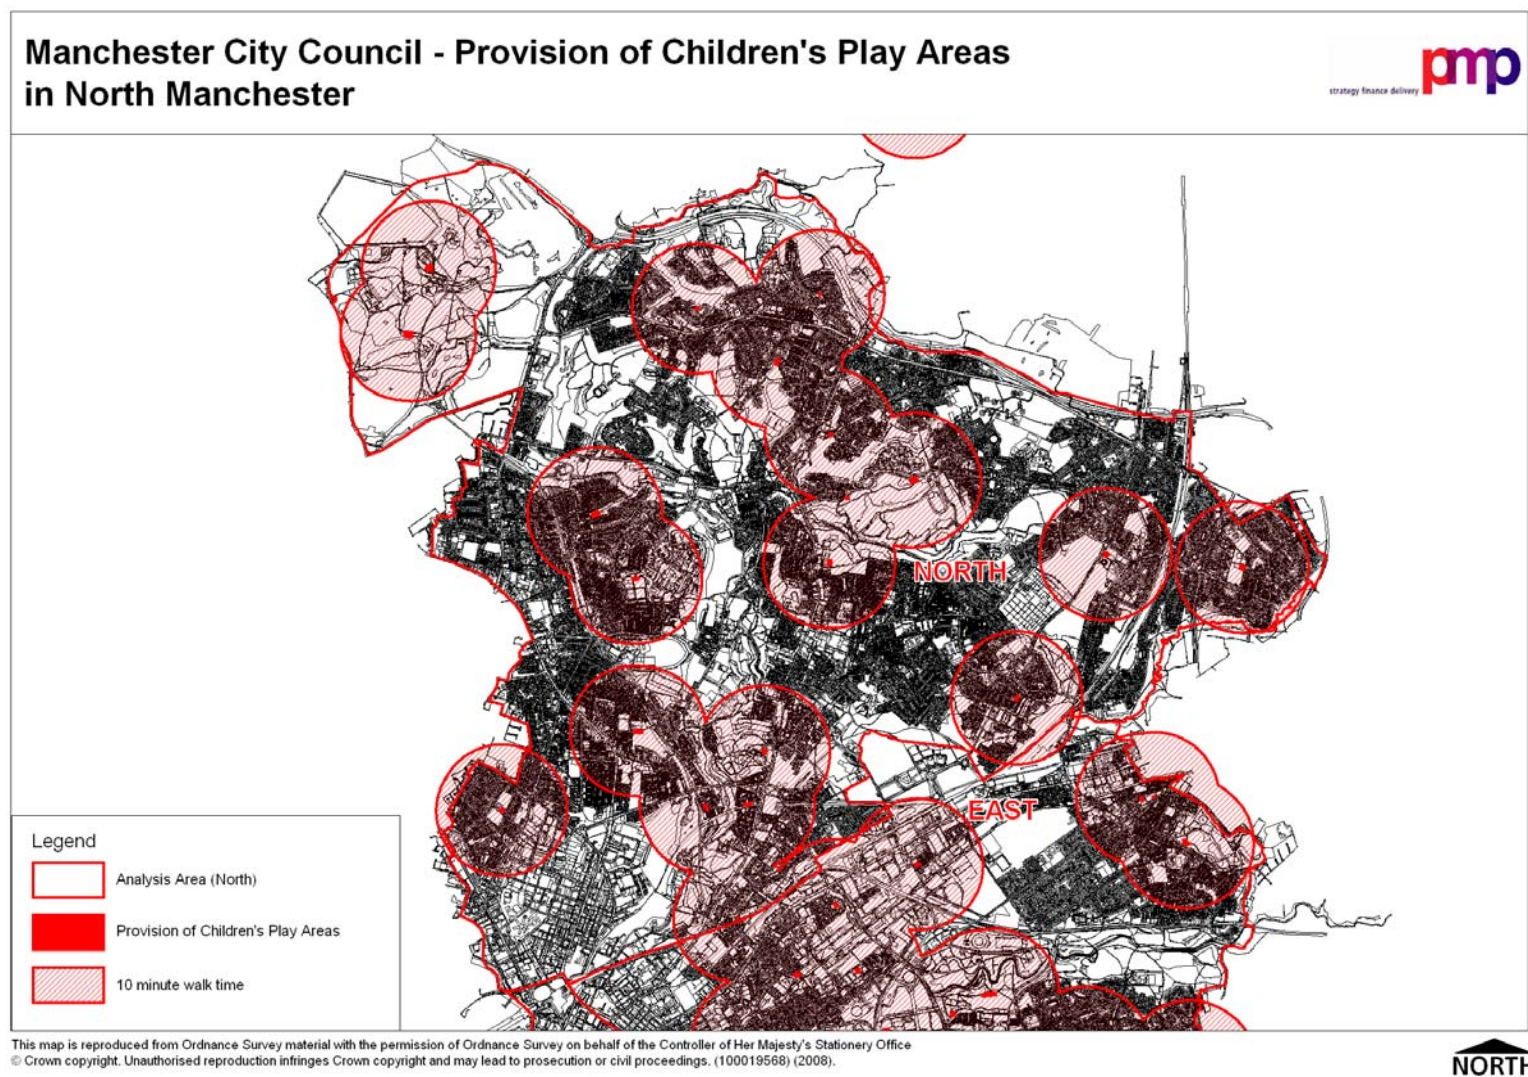 Manchester City Council - Provision of Children's Play Areas
in North Manchester
strategy finance delivery
pmp
NORTH
EAST
Legend
Analysis Area (North)
Provision of Children's Play Areas
10 minute walk time
This map is reproduced from Ordnance Survey material with the permission of Ordnance Survey on behalf of the Controller of Her Majesty's Stationery Office
© Crown copyright. Unauthorised reproduction infringes Crown copyright and may lead to prosecution or civil proceedings. (100019568) (2008).
NORTH